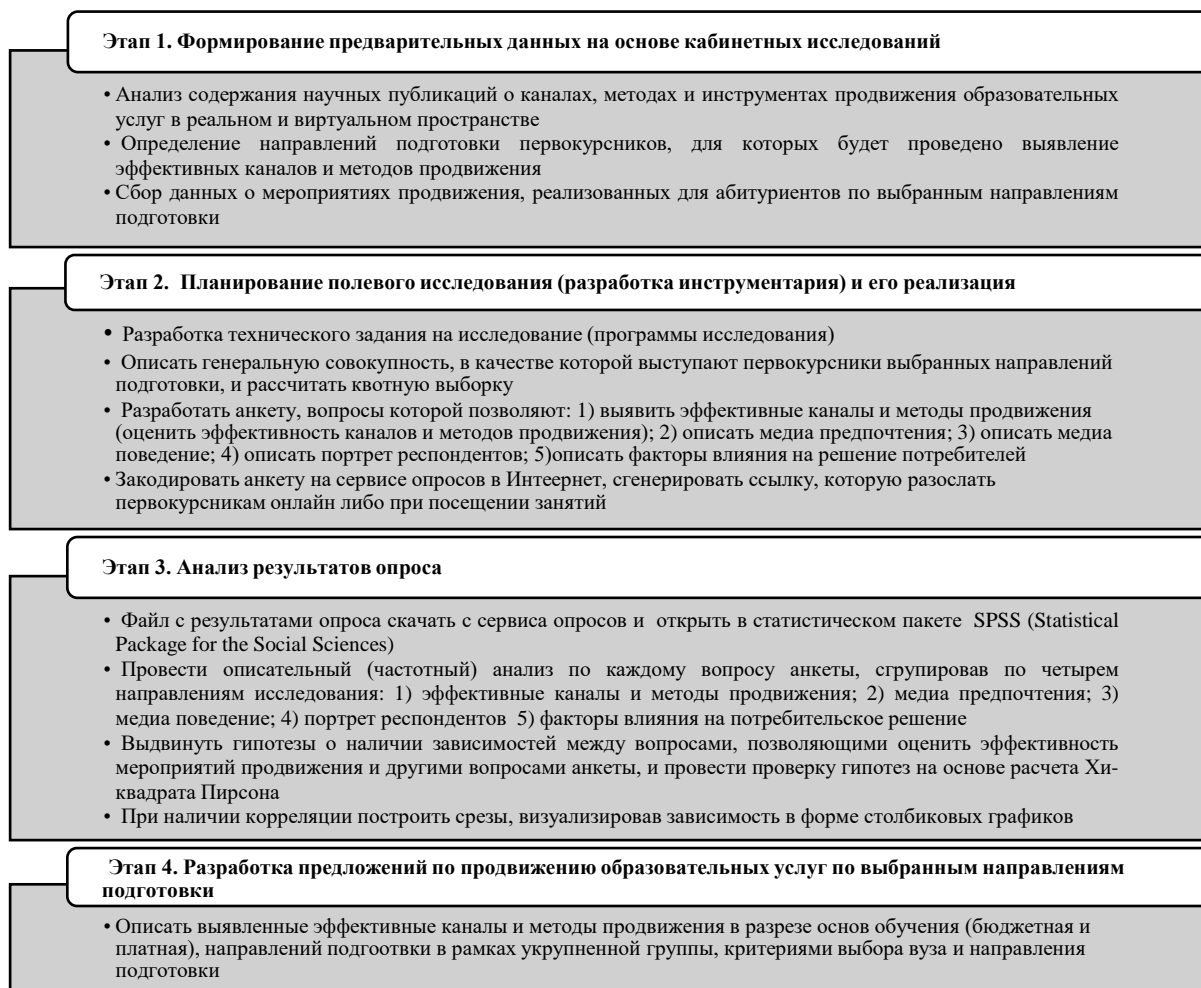 Этап 1. Формирование предварительных данных на основе кабинетных исследований
• Анализ содержания научных публикаций о каналах, методах и инструментах продвижения образовательных
услуг в реальном и виртуальном пространстве
• Определение направлений подготовки первокурсников, для которых будет проведено выявление
эффективных каналов и методов продвижения
• Сбор данных о мероприятиях продвижения, реализованных для абитуриентов по выбранным направлениям
подготовки
Этап 2. Планирование полевого исследования (разработка инструментария) и его реализация
• Разработка технического задания на исследование (программы исследования)
• Описать генеральную совокупность, в качестве которой выступают первокурсники выбранных направлений
подготовки, и рассчитать квотную выборку
• Разработать анкету, вопросы которой позволяют: 1) выявить эффективные каналы и методы продвижения
(оценить эффективность каналов и методов продвижения); 2) описать медиа предпочтения; 3) описать медиа
поведение; 4) описать портрет респондентов; 5)описать факторы влияния на решение потребителей
• Закодировать анкету на сервисе опросов в Интеернет, сгенерировать ссылку, которую разослать
первокурсникам онлайн либо при посещении занятий
Этап 3. Анализ результатов опроса
• Файл с результатами опроса скачать с сервиса опросов и открыть в статистическом пакете SPSS (Statistical
Package for the Social Sciences)
• Провести описательный (частотный) анализ по каждому вопросу анкеты, сгрупировав по четырем
направлениям исследования: 1) эффективные каналы и методы продвижения; 2) медиа предпочтения; 3)
медиа поведение; 4) портрет респондентов 5) факторы влияния на потребительское решение
• Выдвинуть гипотезы о наличии зависимостей между вопросами, позволяющими оценить эффективность
мероприятий продвижения и другими вопросами анкеты, и провести проверку гипотез на основе расчета Хи-
квадрата Пирсона
• При наличии корреляции построить срезы, визуализировав зависимость в форме столбиковых графиков
Этап 4. Разработка предложений по продвижению образовательных услуг по выбранным направлениям
подготовки
• Описать выявленные эффективные каналы и методы продвижения в разрезе основ обучения (бюджетная и
платная), направлений подгоотвки в рамках укрупненной группы, критериями выбора вуза и направления
подготовки